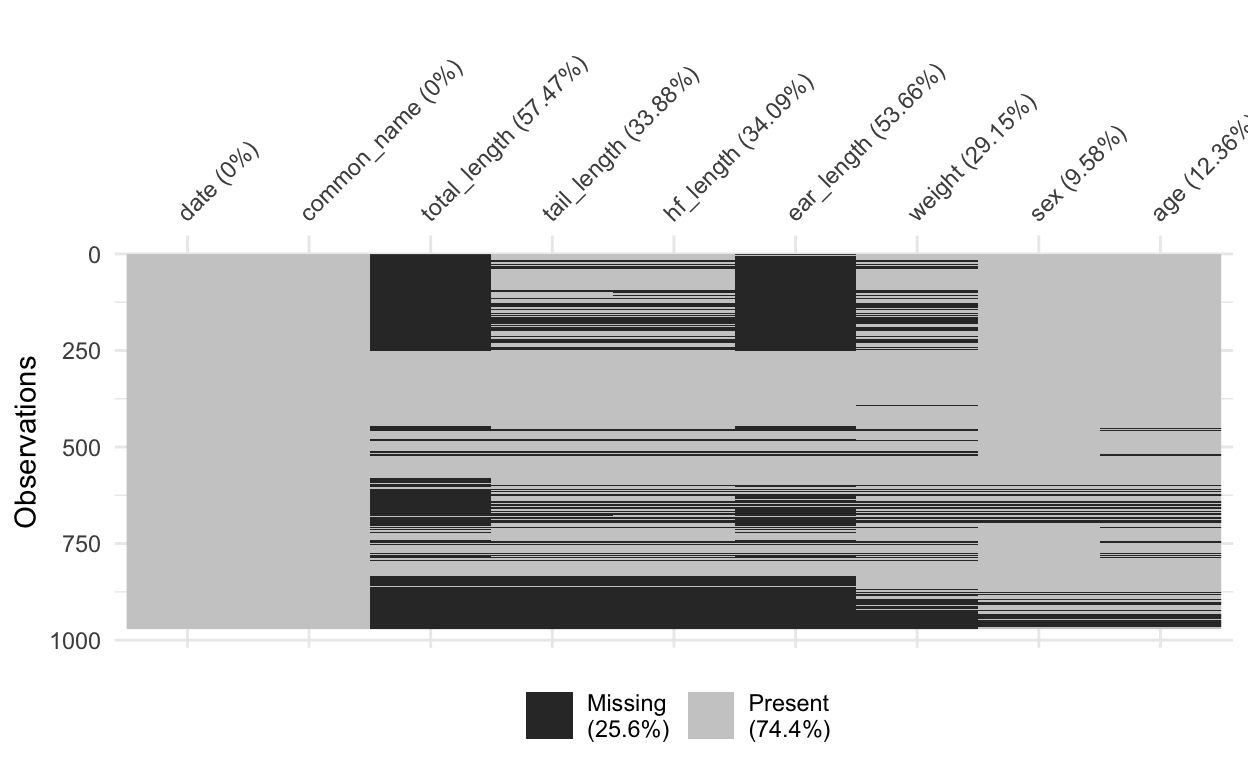 date (0%)
common_name (0%)
total_length (57.47%)
tail_length (33.88%)
hf_length (34.09%)
ear_length (53.66%)
weight (29.15%)
sex (9.58%)
age (12.36%
Observations
0
250
500
750
1000
Missing
(25.6%)
Present
(74.4%)